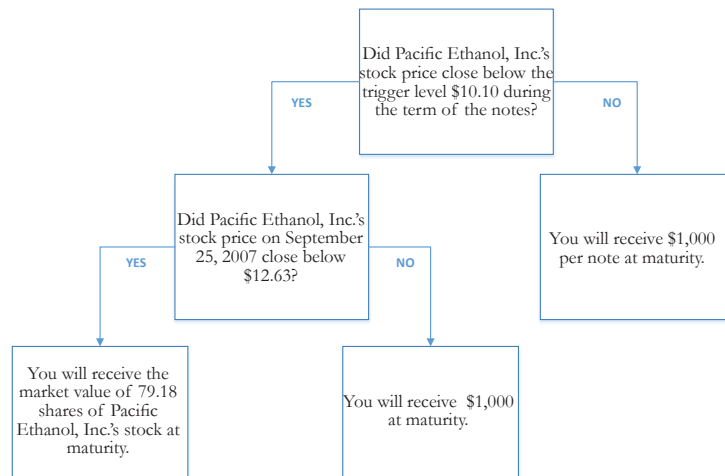 Did Pacific Ethanol, Inc.'s
stock price close below the
trigger level $10.10 during
the term of the notes?
YES
NO
Did Pacific Ethanol, Inc.'s
stock price on September
25, 2007 close below
$12.63?
You will receive $1,000
per note at maturity.
YES
NO
You will receive the
market value of 79.18
shares of Pacific
Ethanol, Inc.'s stock at
maturity.
You will receive $1,000
at maturity.